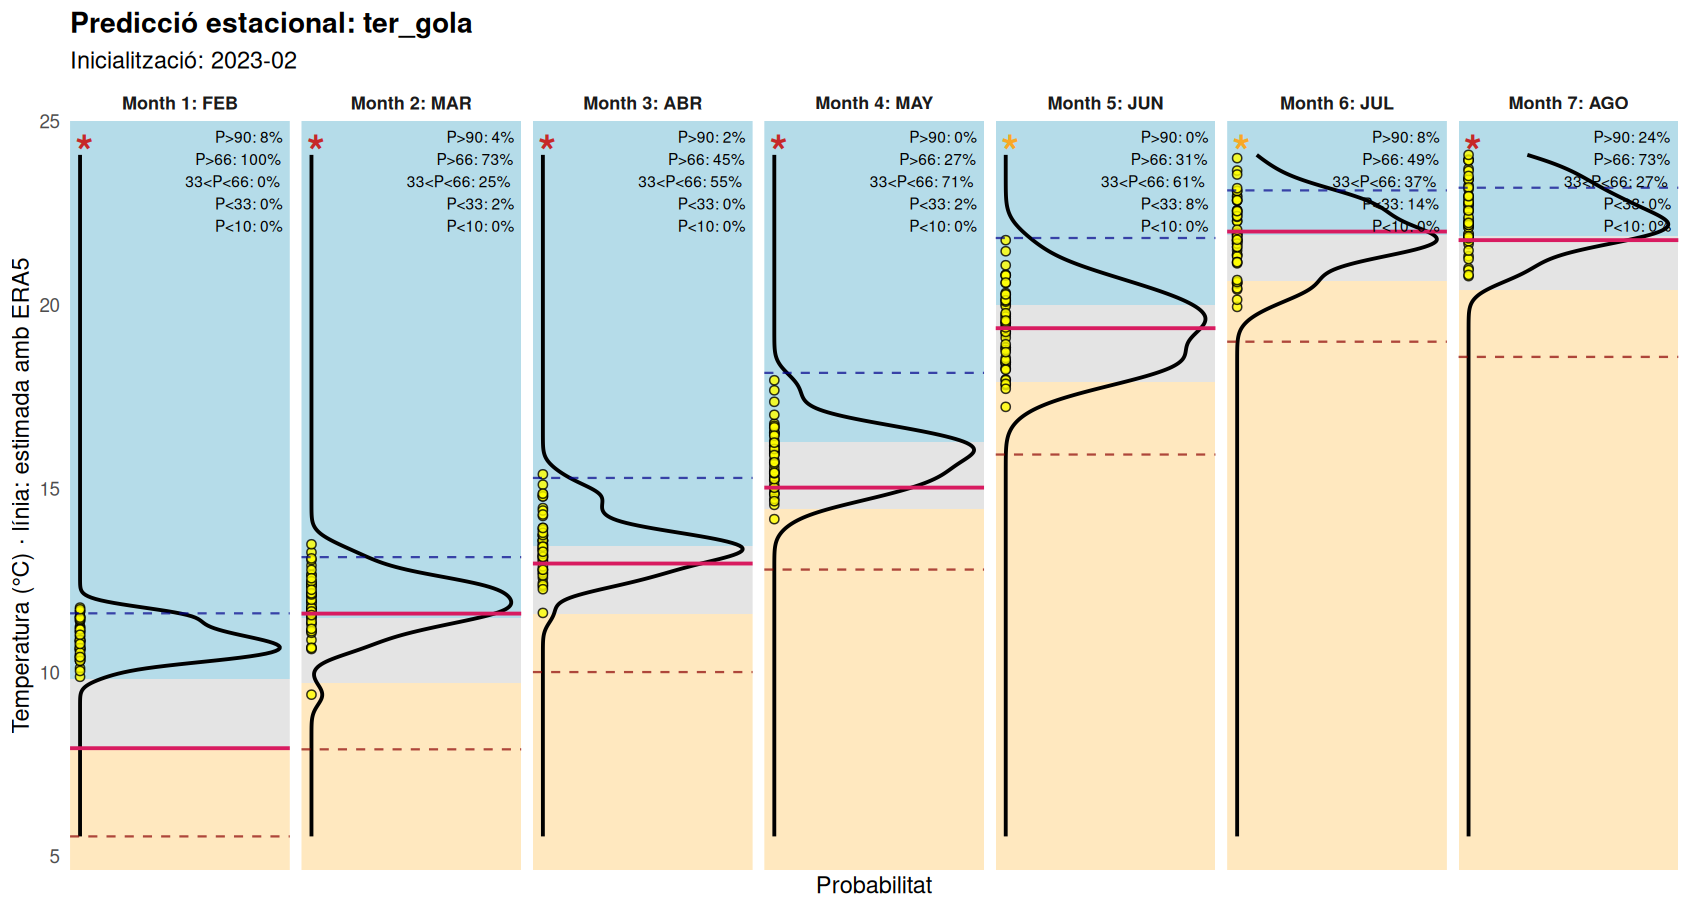 Predicció estacional: ter_gola
Inicialització: 2023-02
Month 1: FEB
Month 2: MAR
Month 3: ABR
Month 4: MAY
Month 5: JUN
Month 6: JUL
Month 7: AGO
P>90: 8%
P>66: 100%
33<P<66: 0%
P<33: 0%
P<10: 0%
P>90: 4%
P>66: 73%
33<P<66: 25%
P<33: 2%
P<10: 0%
P>90: 2%
P>66: 45%
33<P<66: 55%
P<33: 0%
P<10: 0%
P>90: 0%
P>66: 27%
33<P<66: 71%
P<33: 2%
P<10: 0%
P>90: 0%
P>66: 31%
33<P<66: 61%
P<33: 8%
P<10: 0%
P>90: 8%
P>66: 49%
33<P<66: 37%
P<33: 14%
P<10: 0%
P>90: 24%
P>66: 73%
33<P<66: 27%
P<33: 0%
P<10: 0%
25
20
15
10
5
Temperatura (°C) · línia: estimada amb ERA5
Probabilitat